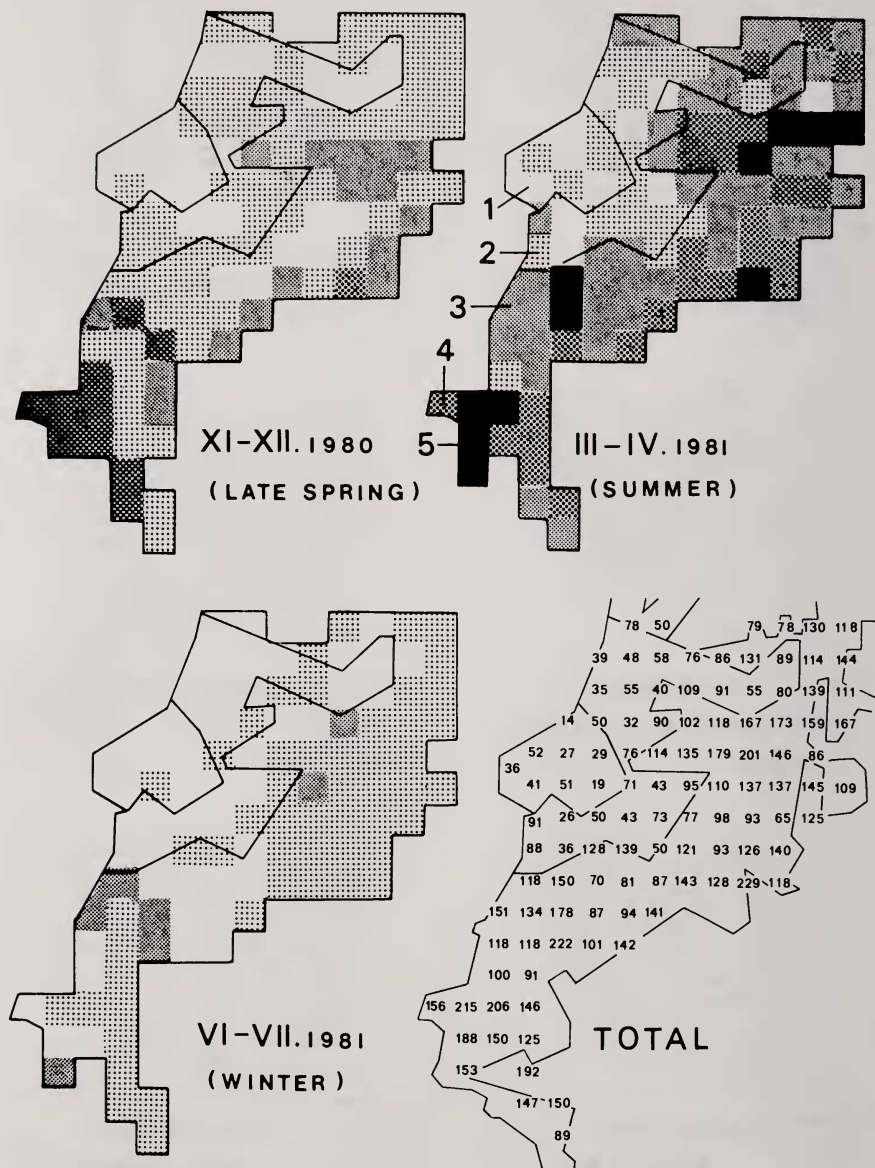 1
2
3
4
5
XI-XII. 1980
(LATE SPRING)
III-IV. 1981
(SUMMER)
VI-VII. 1981
(WINTER)
78 50 79 78 130 118
39 48 58 76 86 131 89 114 144
35 55 40 109 91 55 80 139 111
14 50 32 90 102 118 167 173 159 167
52 27 29 76 114 135 179 201 146 86
36
41 51 19 71 43 95 110 137 137 145 109
91 26 50 43 73 77 98 93 65 125
88 36 128 139 50 121 93 126 140
118 150 70 81 87 143 128 229 118
151 134 178 87 94 141
118 118 222 101 142
100 91
156 215 206 146
188 150 125
TOTAL
153 192
147 150
89